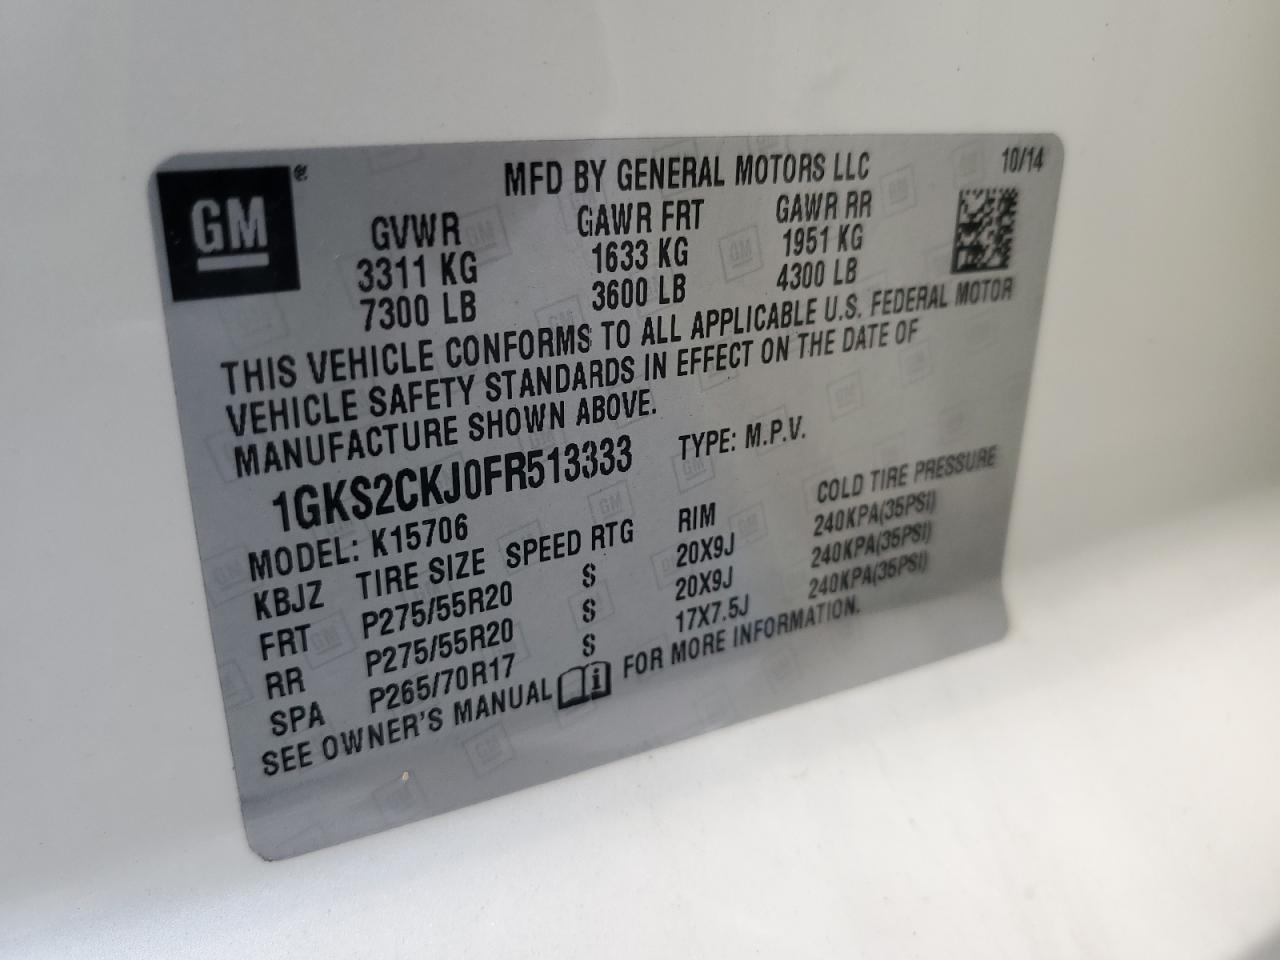 GM
MFD BY GENERAL MOTORS LLC 10/14
GVWR GAWR FRT GAWR RR
3311 KG 1633 KG 1951 KG
7300 LB 3600 LB 4300 LB
THIS VEHICLE CONFORMS TO ALL APPLICABLE U.S. FEDERAL MOTOR
VEHICLE SAFETY STANDARDS IN EFFECT ON THE DATE OF
MANUFACTURE SHOWN ABOVE.
1GKS2CKJ0FR513333 TYPE: M.P.V.
MODEL: K15706
KBJZ TIRE SIZE SPEED RTG RIM COLD TIRE PRESSURE
FRT P275/55R20 S 20X9J 240KPA(35PSI)
RR P275/55R20 S 20X9J 240KPA(35PSI)
SPA P265/70R17 S 17X7.5J 240KPA(35PSI)
SEE OWNER'S MANUAL FOR MORE INFORMATION.